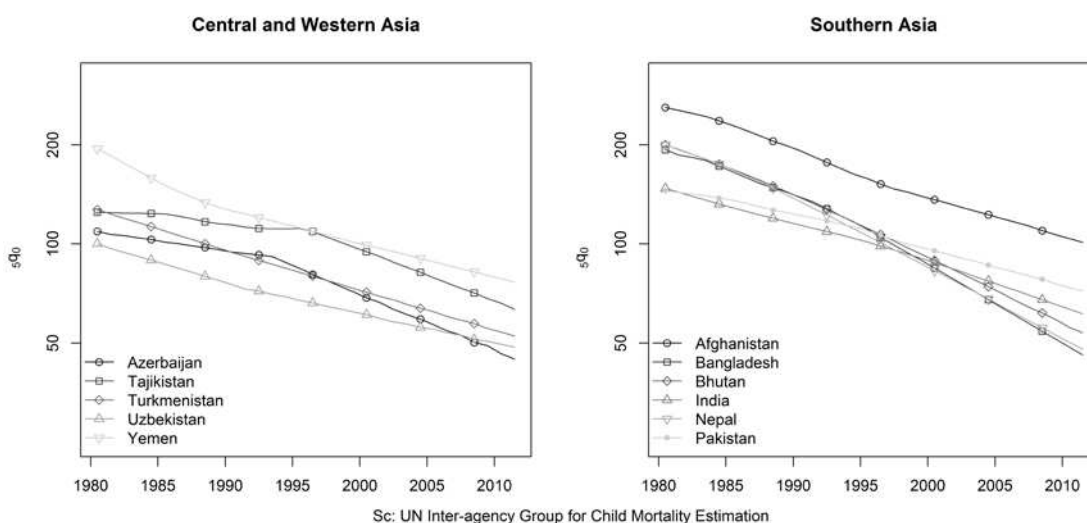 Central and Western Asia
200
100
50
5q0
Azerbaijan
Tajikistan
Turkmenistan
Uzbekistan
Yemen
1980 1985 1990 1995 2000 2005 2010
Southern Asia
200
100
50
5q0
Afghanistan
Bangladesh
Bhutan
India
Nepal
Pakistan
1980 1985 1990 1995 2000 2005 2010
Sc: UN Inter-agency Group for Child Mortality Estimation